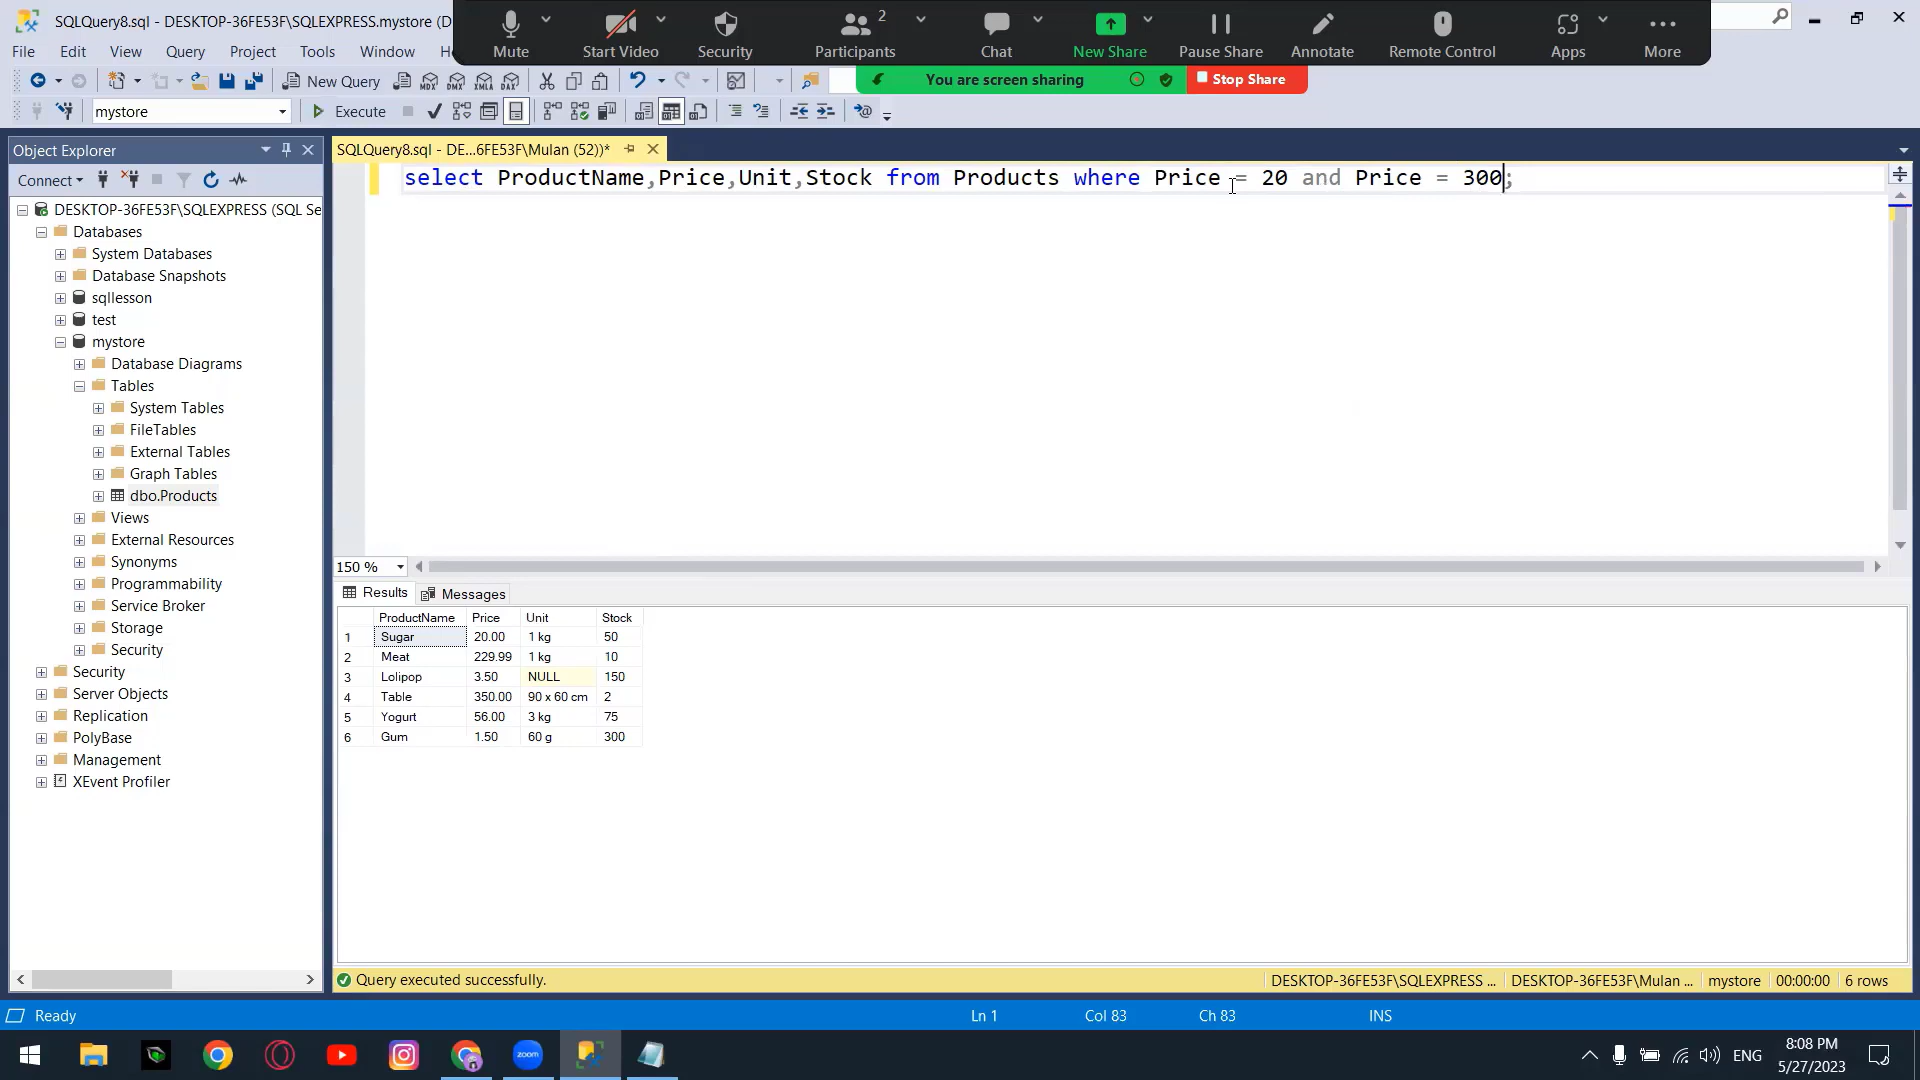 SQLQuery8.sql - DESKTOP-36FE53F\SQLEXPRESS.mystore (D
Mute
Start Video
Security
Participants
2
Chat
New Share
Pause Share
Annotate
Remote Control
Apps
More
File Edit View Query Project Tools Window
You are screen sharing
Stop Share
New Query
MDX DMX XMLA DAX
mystore
Execute
Object Explorer
SQLQuery8.sql - DE...6FE53F\Mulan (52))*
Connect
select ProductName,Price,Unit,Stock from Products where Price = 20 and Price = 300;
DESKTOP-36FE53F\SQLEXPRESS (SQL Se
Databases
System Databases
Database Snapshots
sqllesson
test
mystore
Database Diagrams
Tables
System Tables
FileTables
External Tables
Graph Tables
dbo.Products
Views
External Resources
Synonyms
Programmability
Service Broker
Storage
Security
Security
Server Objects
Replication
PolyBase
Management
XEvent Profiler
150 %
Results Messages
ProductName Price Unit Stock
1 Sugar 20.00 1 kg 50
2 Meat 229.99 1 kg 10
3 Lolipop 3.50 NULL 150
4 Table 350.00 90 x 60 cm 2
5 Yogurt 56.00 3 kg 75
6 Gum 1.50 60 g 300
Query executed successfully.
DESKTOP-36FE53F\SQLEXPRESS ... DESKTOP-36FE53F\Mulan ... mystore 00:00:00 6 rows
Ready
Ln 1 Col 83 Ch 83 INS
zoom
ENG
8:08 PM
5/27/2023